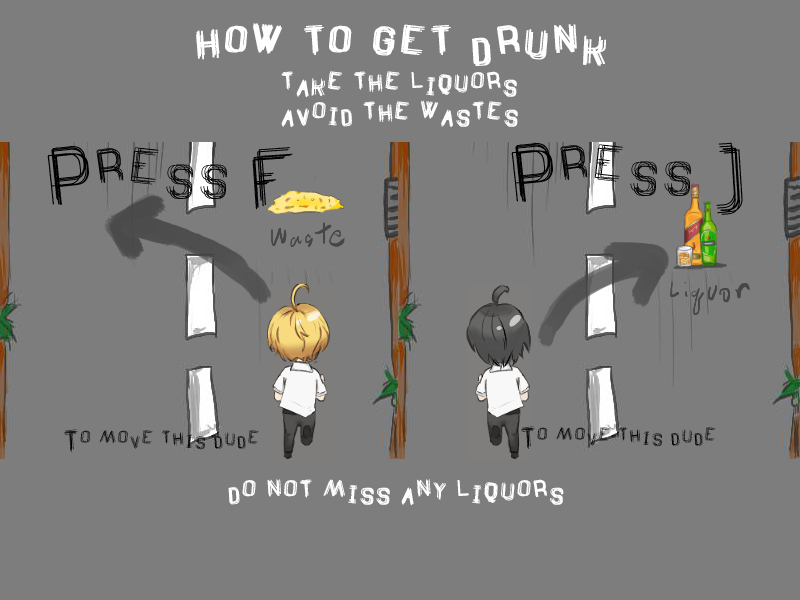 HOW TO GET DRUNK
TAKE THE LIQUORS
AVOID THE WASTES
PRESS F
Waste
TO MOVE THIS DUDE
PRESS J
Liquor
TO MOVE THIS DUDE
DO NOT MISS ANY LIQUORS